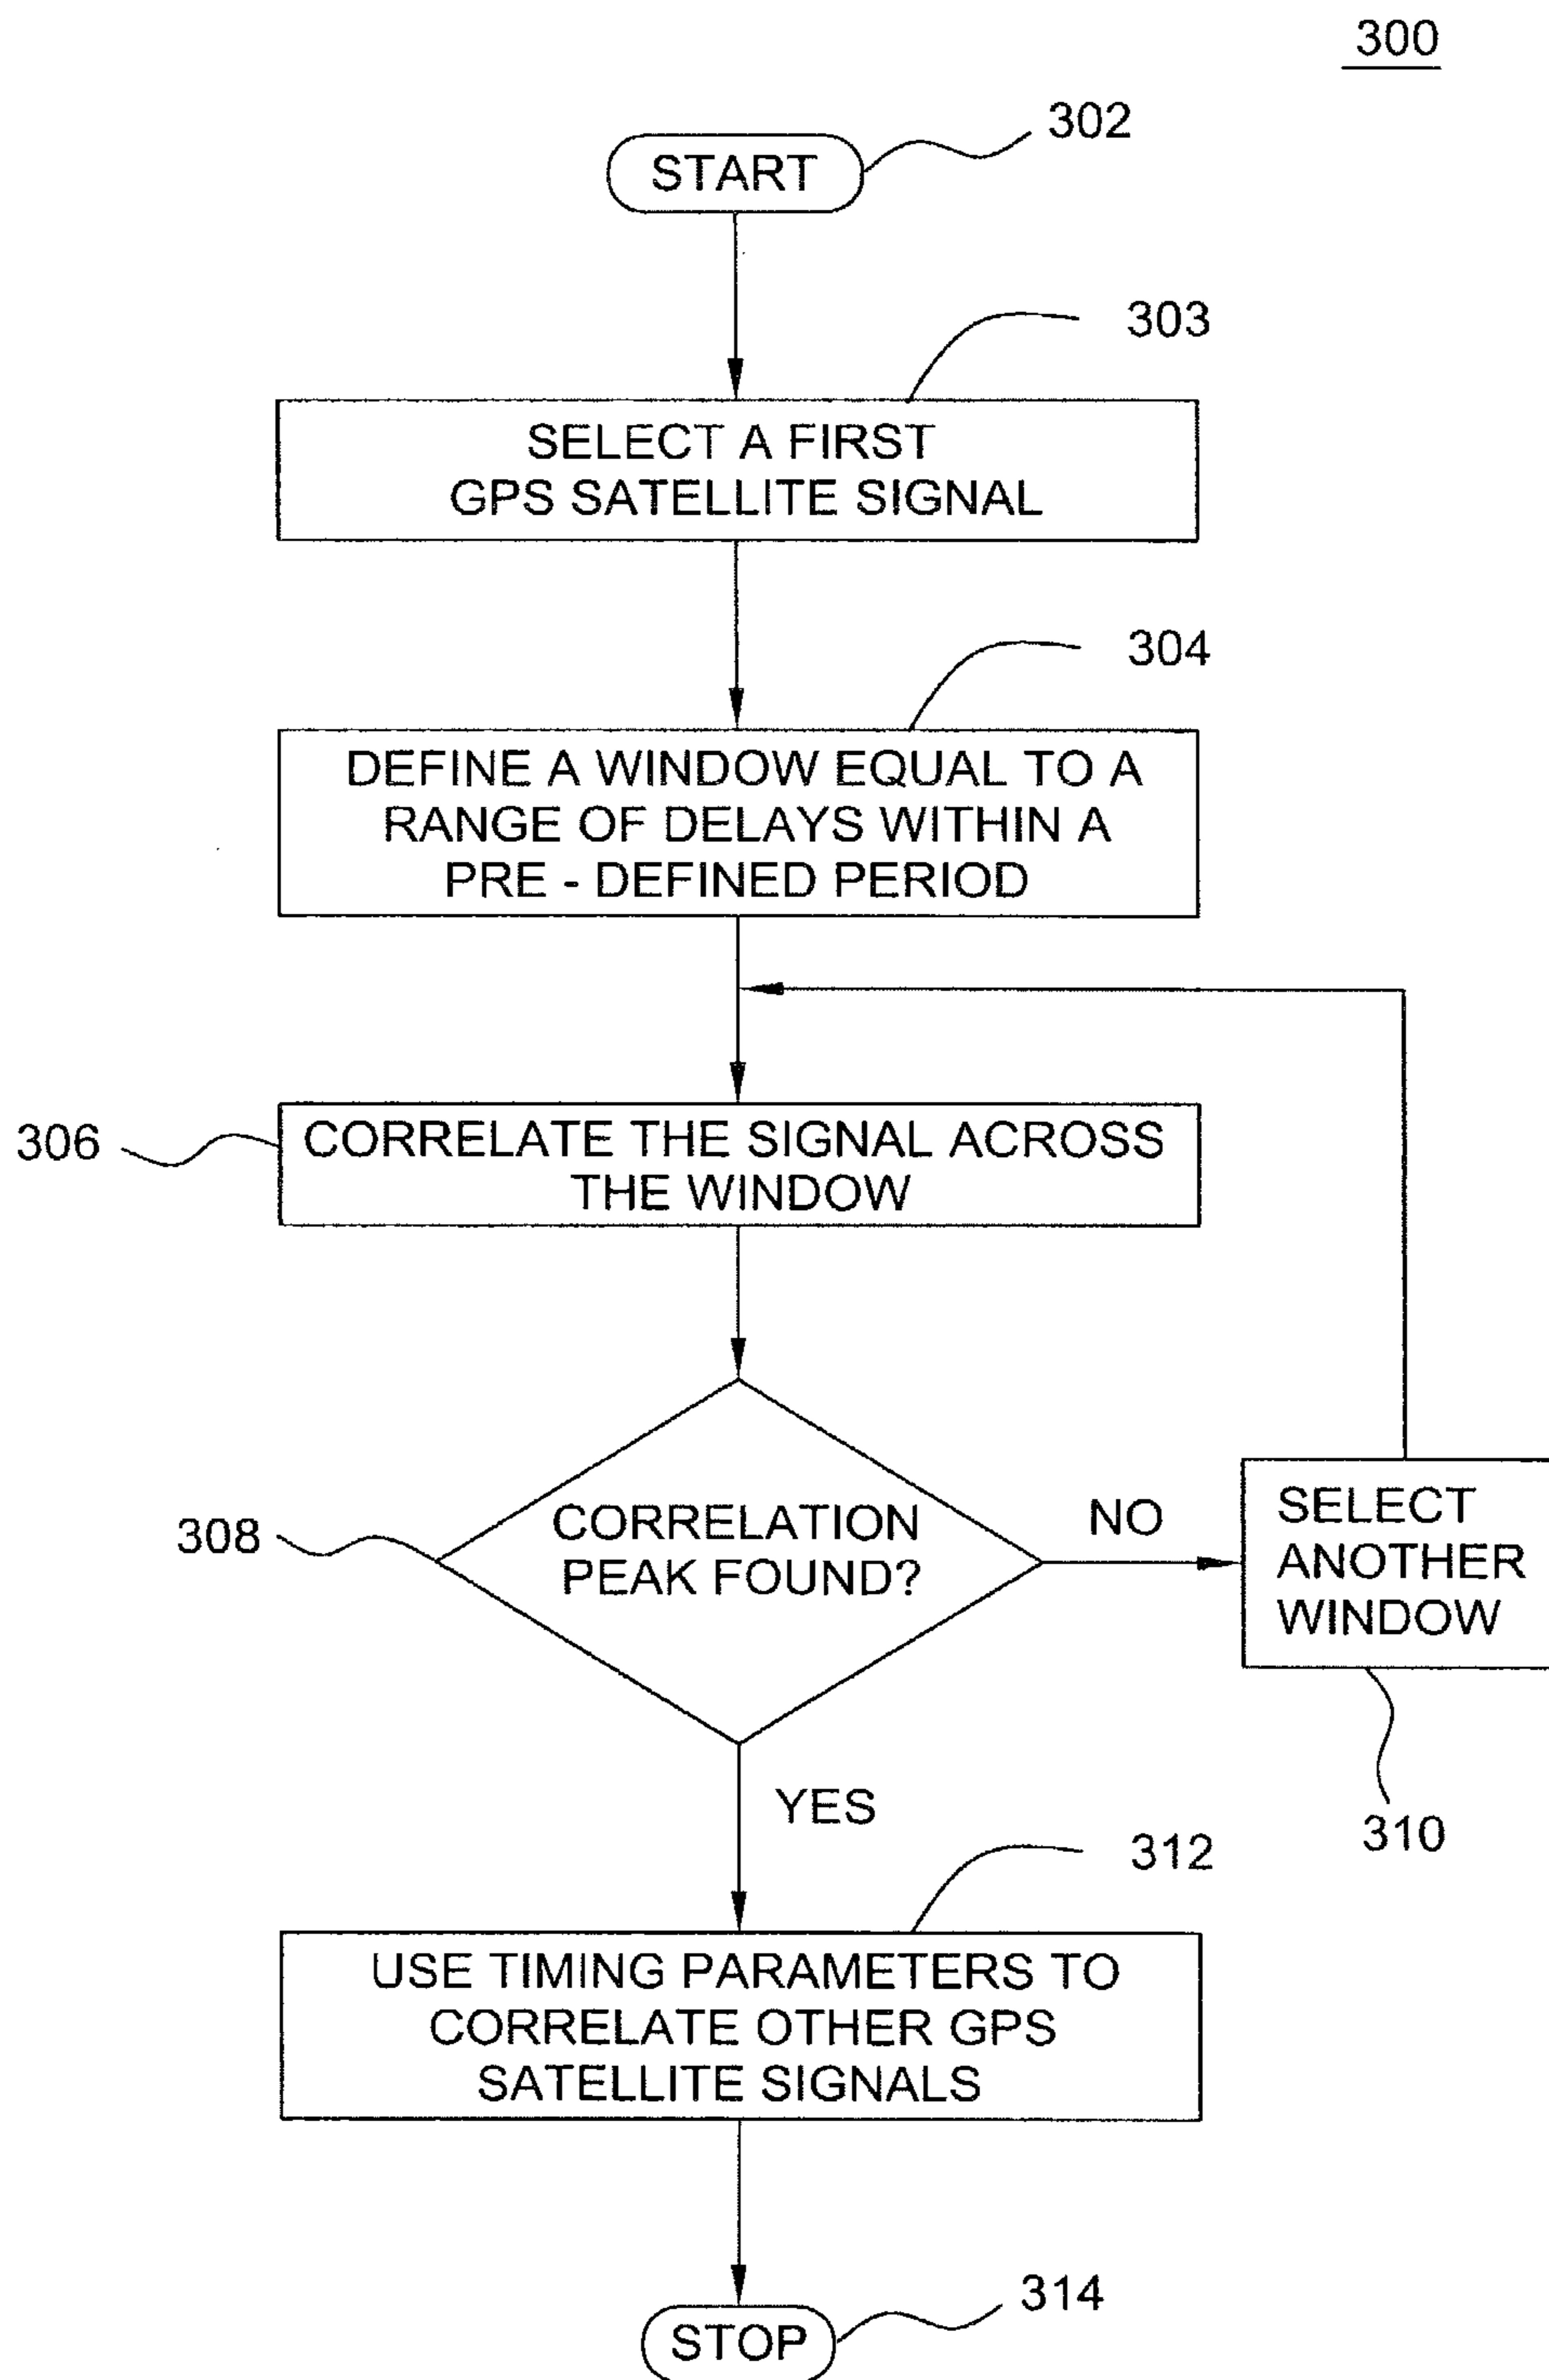 300
302
START
303
SELECT A FIRST
GPS SATELLITE SIGNAL
304
DEFINE A WINDOW EQUAL TO A
RANGE OF DELAYS WITHIN A
PRE - DEFINED PERIOD
306
CORRELATE THE SIGNAL ACROSS
THE WINDOW
308
CORRELATION
PEAK FOUND?
NO
SELECT
ANOTHER
WINDOW
310
YES
312
USE TIMING PARAMETERS TO
CORRELATE OTHER GPS
SATELLITE SIGNALS
314
STOP